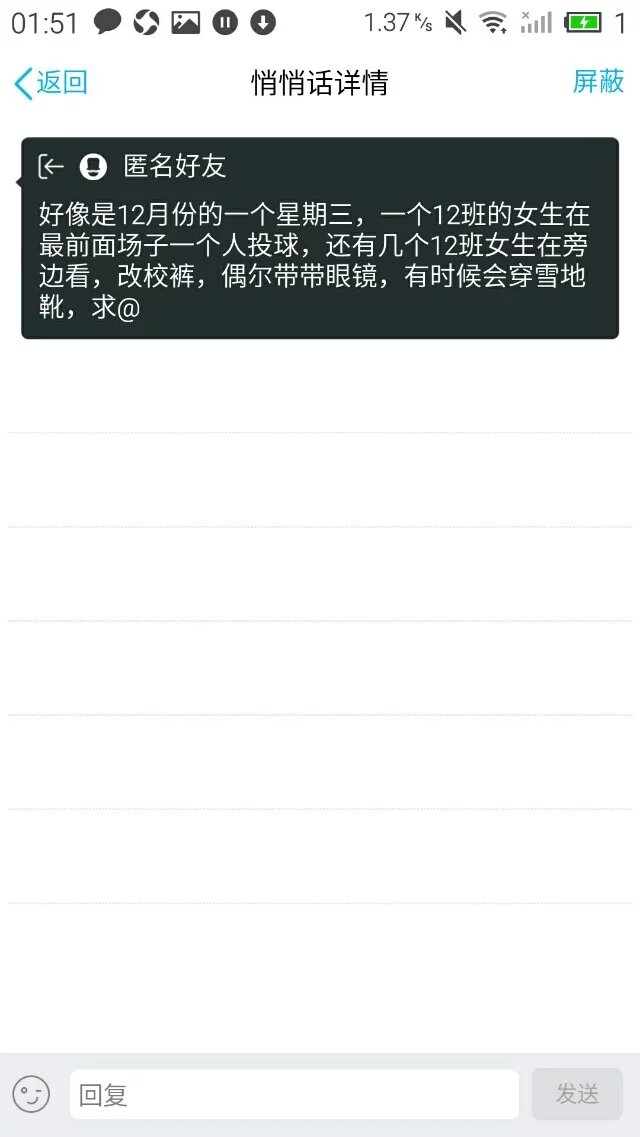 01:51 1.37 K/s 1
返回 悄悄话详情 屏蔽
匿名好友
好像是12月份的一个星期三，一个12班的女生在
最前面场子一个人投球，还有几个12班女生在旁
边看，改校裤，偶尔带带眼镜，有时候会穿雪地
靴，求@
回复 发送